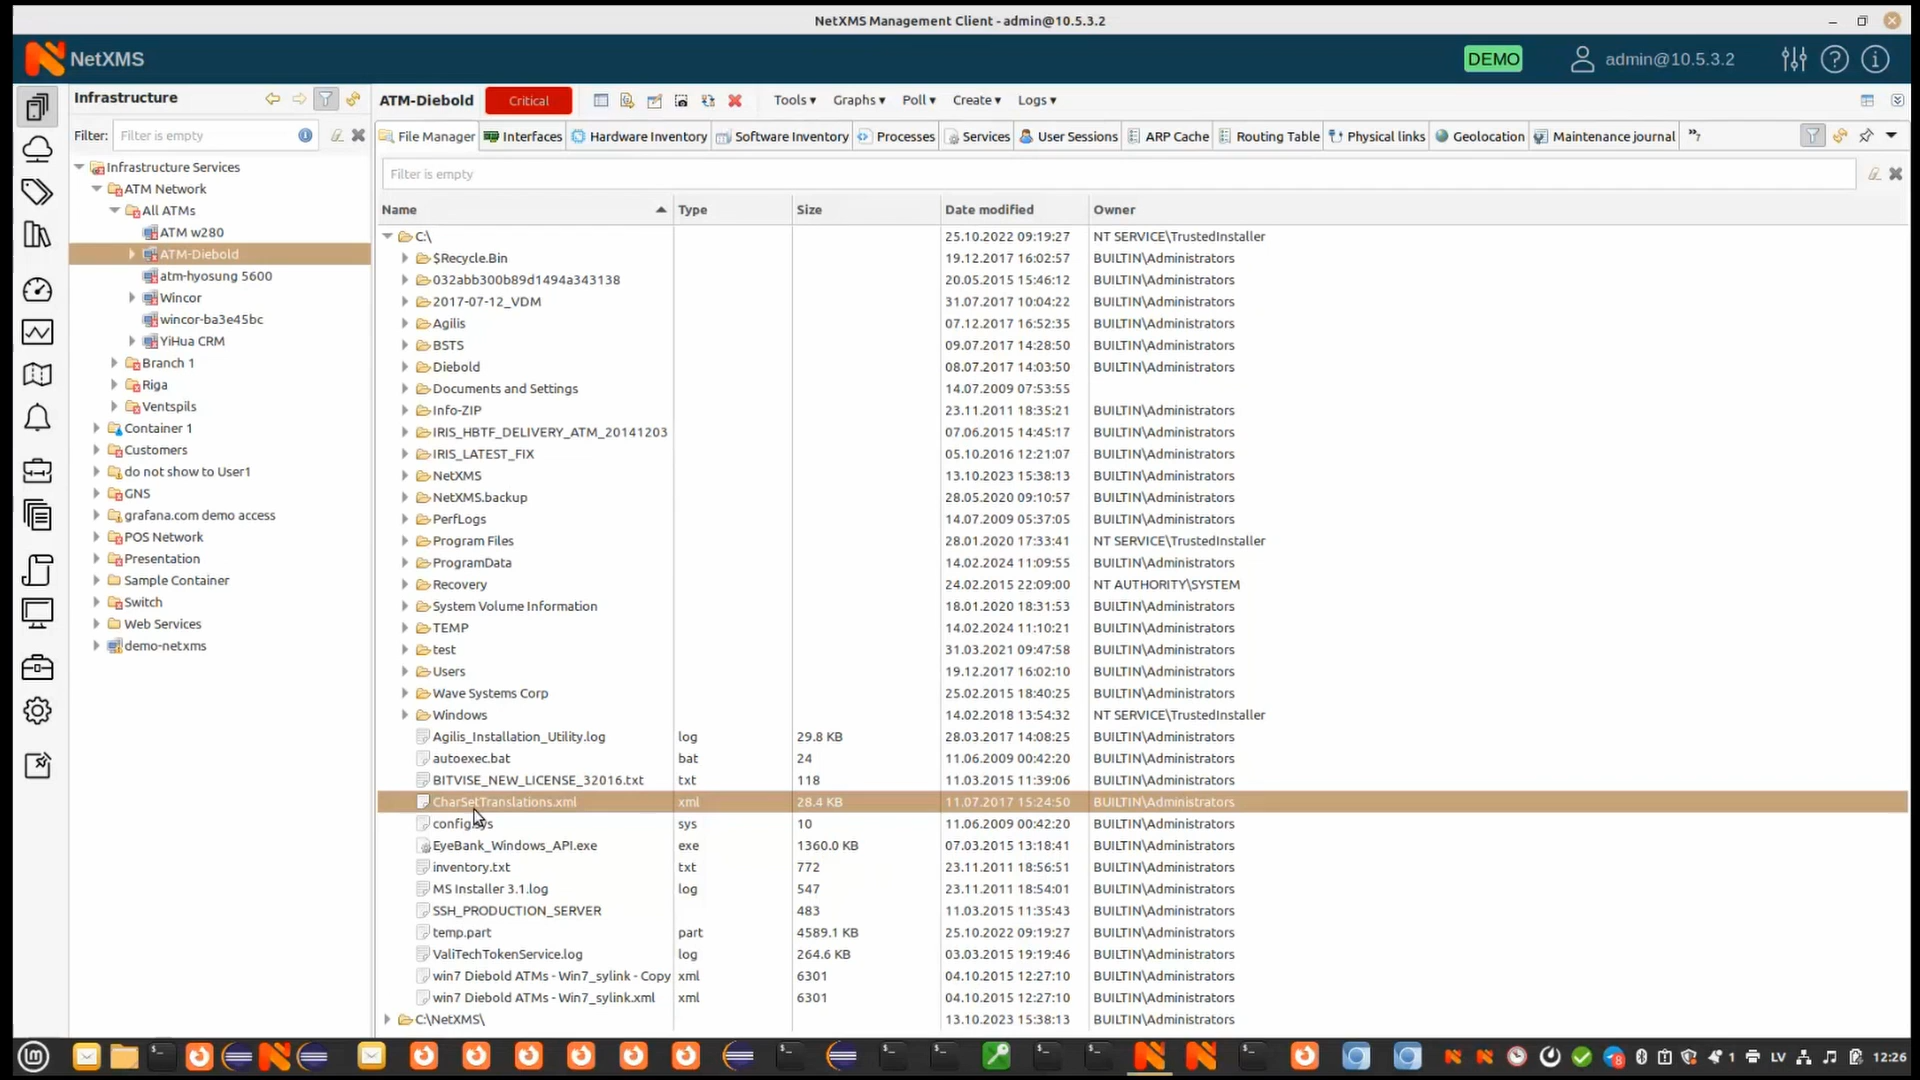 NetXMS Management Client - admin@10.5.3.2
NetXMS
DEMO
admin@10.5.3.2
Infrastructure
ATM-Diebold
Critical
Tools Graphs Poll Create Logs
Filter:
Filter is empty
File Manager Interfaces Hardware Inventory Software Inventory Processes Services User Sessions ARP Cache Routing Table Physical links Geolocation Maintenance journal »7
Filter is empty
Infrastructure Services
ATM Network
All ATMs
ATM w280
ATM-Diebold
atm-hyosung 5600
Wincor
wincor-ba3e45bc
YiHua CRM
Branch 1
Riga
Ventspils
Container 1
Customers
do not show to User1
GNS
grafana.com demo access
POS Network
Presentation
Sample Container
Switch
Web Services
demo-netxms
Name Type Size Date modified Owner
C:\ 25.10.2022 09:19:27 NT SERVICE\TrustedInstaller
$Recycle.Bin 19.12.2017 16:02:57 BUILTIN\Administrators
032abb300b89d1494a343138 20.05.2015 15:46:12 BUILTIN\Administrators
2017-07-12_VDM 31.07.2017 10:04:22 BUILTIN\Administrators
Agilis 07.12.2017 16:52:35 BUILTIN\Administrators
BSTS 09.07.2017 14:28:50 BUILTIN\Administrators
Diebold 08.07.2017 14:03:50 BUILTIN\Administrators
Documents and Settings 14.07.2009 07:53:55
Info-ZIP 23.11.2011 18:35:21 BUILTIN\Administrators
IRIS_HBTF_DELIVERY_ATM_20141203 07.06.2015 14:45:17 BUILTIN\Administrators
IRIS_LATEST_FIX 05.10.2016 12:21:07 BUILTIN\Administrators
NetXMS 13.10.2023 15:38:13 BUILTIN\Administrators
NetXMS.backup 28.05.2020 09:10:57 BUILTIN\Administrators
PerfLogs 14.07.2009 05:37:05 BUILTIN\Administrators
Program Files 28.01.2020 17:33:41 NT SERVICE\TrustedInstaller
ProgramData 14.02.2024 11:09:55 BUILTIN\Administrators
Recovery 24.02.2015 22:09:00 NT AUTHORITY\SYSTEM
System Volume Information 18.01.2020 18:31:53 BUILTIN\Administrators
TEMP 14.02.2024 11:10:21 BUILTIN\Administrators
test 31.03.2021 09:47:58 BUILTIN\Administrators
Users 19.12.2017 16:02:10 BUILTIN\Administrators
Wave Systems Corp 25.02.2015 18:40:25 BUILTIN\Administrators
Windows 14.02.2018 13:54:32 NT SERVICE\TrustedInstaller
Agilis_Installation_Utility.log log 29.8 KB 28.03.2017 14:08:25 BUILTIN\Administrators
autoexec.bat bat 24 11.06.2009 00:42:20 BUILTIN\Administrators
BITVISE_NEW_LICENSE_32016.txt txt 118 11.03.2015 11:39:06 BUILTIN\Administrators
CharSetTranslations.xml xml 28.4 KB 11.07.2017 15:24:50 BUILTIN\Administrators
config.sys sys 10 11.06.2009 00:42:20 BUILTIN\Administrators
EyeBank_Windows_API.exe exe 1360.0 KB 07.03.2015 13:18:41 BUILTIN\Administrators
inventory.txt txt 772 23.11.2011 18:56:51 BUILTIN\Administrators
MS Installer 3.1.log log 547 23.11.2011 18:54:01 BUILTIN\Administrators
SSH_PRODUCTION_SERVER 483 11.03.2015 11:35:43 BUILTIN\Administrators
temp.part part 4589.1 KB 25.10.2022 09:19:27 BUILTIN\Administrators
ValiTechTokenService.log log 264.6 KB 03.03.2015 19:19:46 BUILTIN\Administrators
win7 Diebold ATMs - Win7_sylink - Copy xml 6301 04.10.2015 12:27:10 BUILTIN\Administrators
win7 Diebold ATMs - Win7_sylink.xml xml 6301 04.10.2015 12:27:10 BUILTIN\Administrators
C:\NetXMS\ 13.10.2023 15:38:13 BUILTIN\Administrators
8 1 LV 12:26